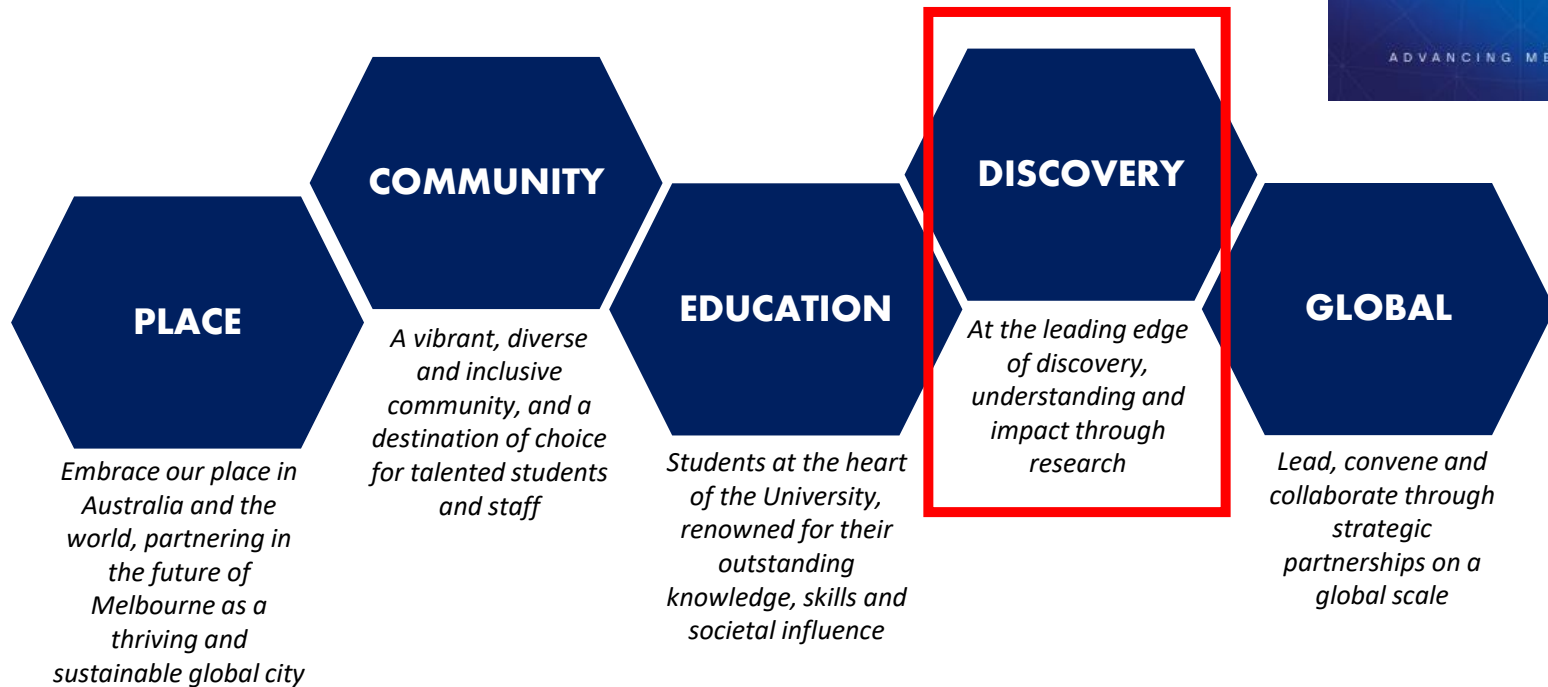 ADVANCING
COMMUNITY
DISCOVERY
PLACE
EDUCATION
GLOBAL
A vibrant, diverse
and inclusive
community, and a
destination of choice
for talented students
and staff
At the leading edge
of discovery,
understanding and
impact through
research
Embrace our place in
Australia and the
world, partnering in
the future of
Melbourne as a
thriving and
sustainable global city
Students at the heart
of the University,
renowned for their
outstanding
knowledge, skills and
societal influence
Lead, convene and
collaborate through
strategic
partnerships on a
global scale